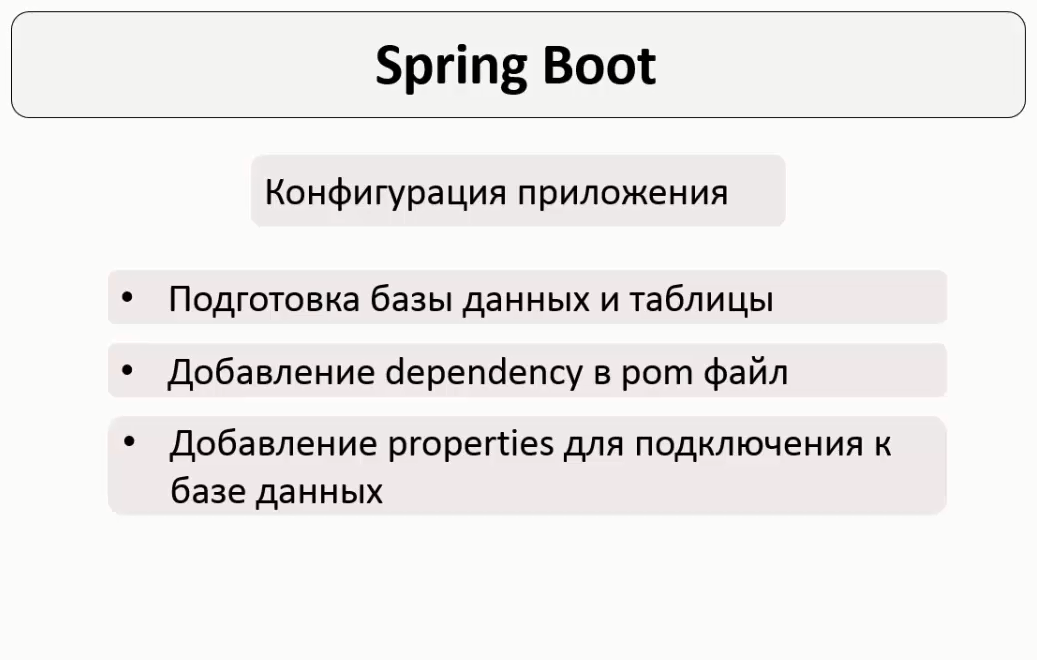 Spring Boot
Конфигурация приложения
• Подготовка базы данных и таблицы
• Добавление dependency в pom файл
• Добавление properties для подключения к
базе данных